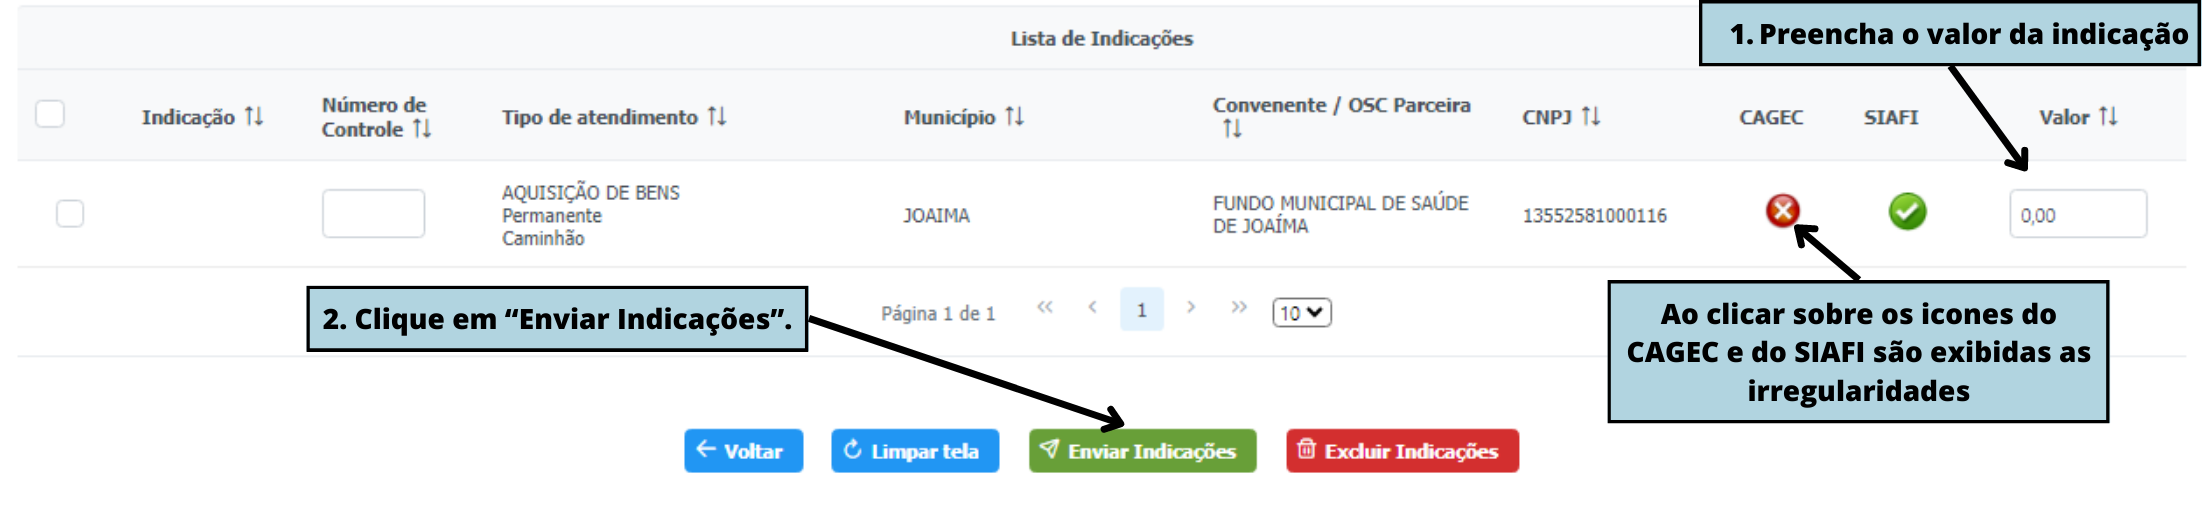 Lista de Indicações
1. Preencha o valor da indicação
Indicação
Número de
Controle
Tipo de atendimento
Município
Convenente / OSC Parceira
CNPJ
CAGEC
SIAFI
Valor
AQUISIÇÃO DE BENS
Permanente
Caminhão
JOAIMA
FUNDO MUNICIPAL DE SAÚDE
DE JOAÍMA
13552581000116
0,00
2. Clique em “Enviar Indicações”.
Página 1 de 1
«
‹
1
›
»
10
Ao clicar sobre os icones do
CAGEC e do SIAFI são exibidas as
irregularidades
Voltar
Limpar tela
Enviar Indicações
Excluir Indicações